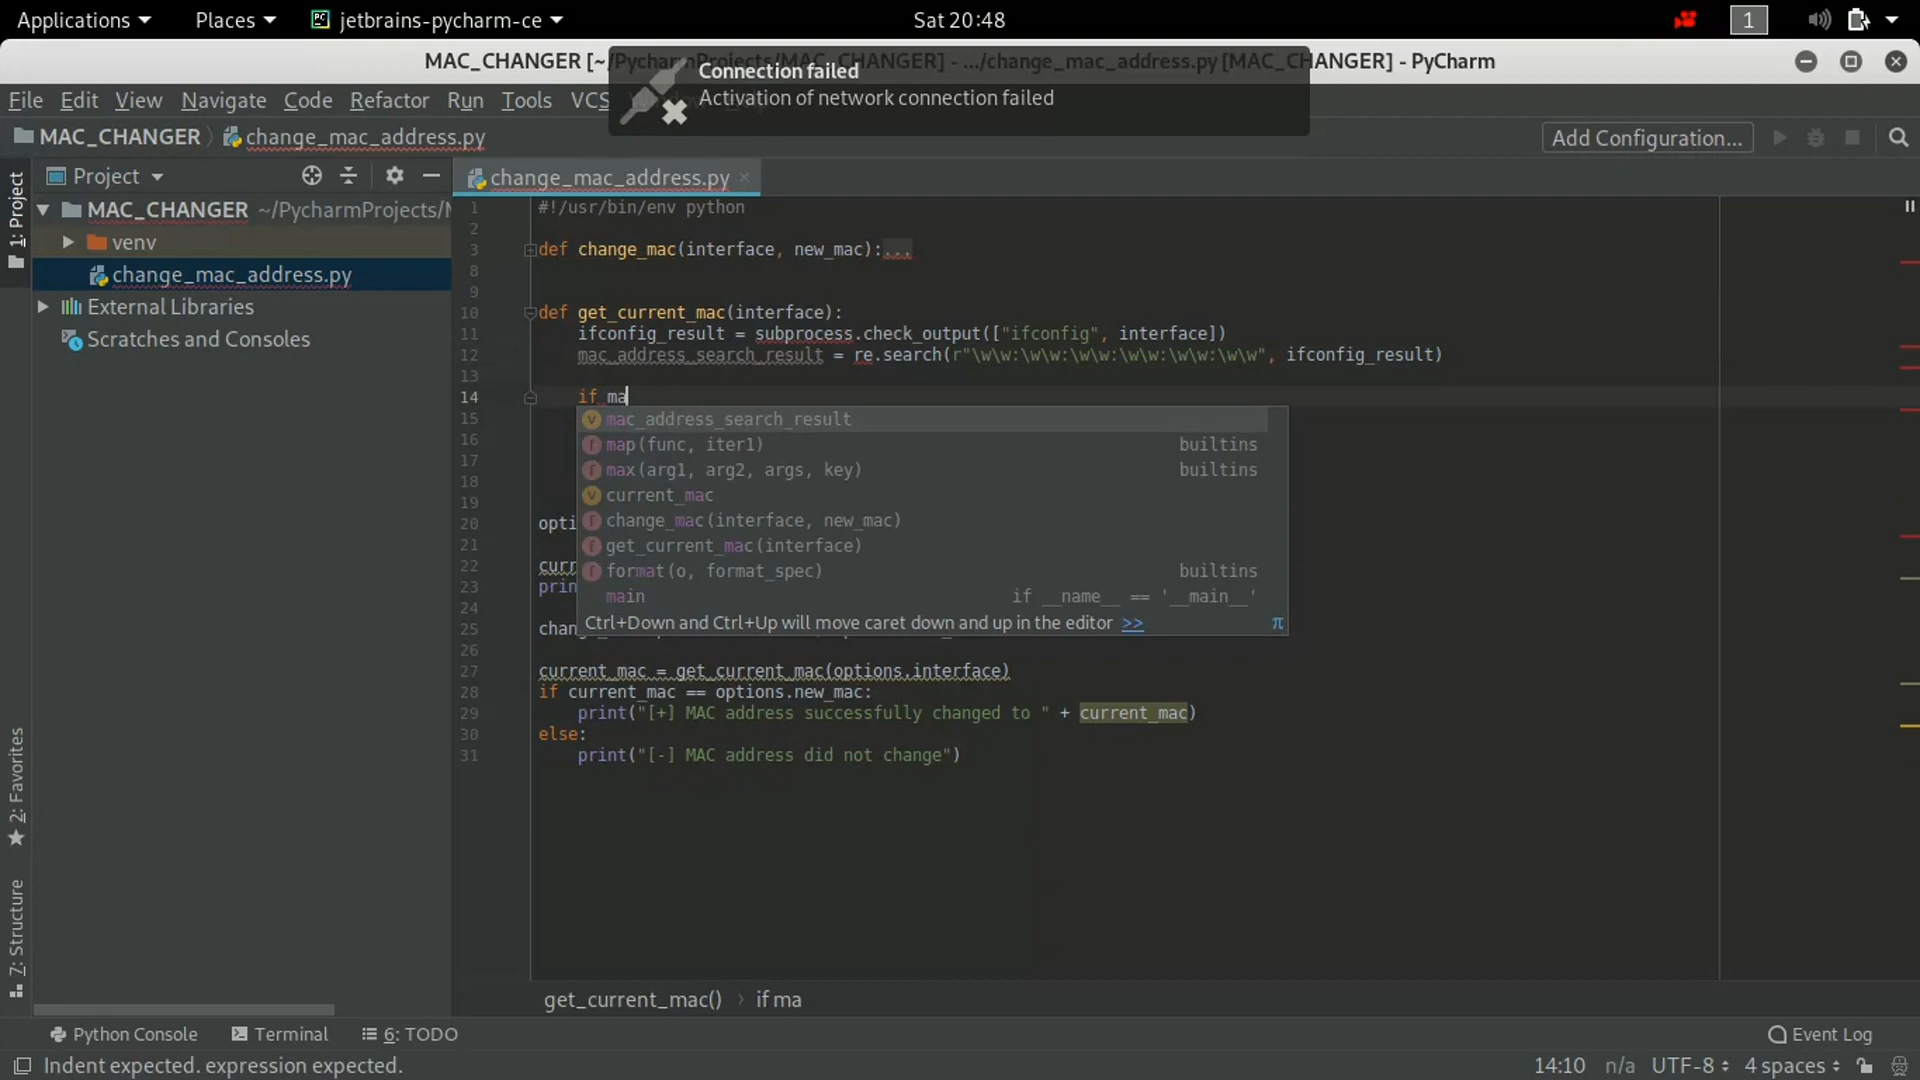 Applications Places jetbrains-pycharm-ce Sat 20:48 1
MAC_CHANGER [~/PycharmProjects/MAC_CHANGER] - .../change_mac_address.py [MAC_CHANGER] - PyCharm
Connection failed
Activation of network connection failed
File Edit View Navigate Code Refactor Run Tools VCS
MAC_CHANGER change_mac_address.py Add Configuration...
Project change_mac_address.py
1: Project
MAC_CHANGER ~/PycharmProjects/
venv
change_mac_address.py
External Libraries
Scratches and Consoles
2: Favorites
7: Structure
1 #!/usr/bin/env python
2
3 def change_mac(interface, new_mac):...
8
9
10 def get_current_mac(interface):
11 ifconfig_result = subprocess.check_output(["ifconfig", interface])
12 mac_address_search_result = re.search(r"\w\w:\w\w:\w\w:\w\w:\w\w:\w\w", ifconfig_result)
13
14 if ma
15 mac_address_search_result
16 map(func, iter1) builtins
17 max(arg1, arg2, args, key) builtins
18 current_mac
19 change_mac(interface, new_mac)
20 opti get_current_mac(interface)
21
22 curr format(o, format_spec) builtins
23 prin main if __name__ == '__main__'
24 Ctrl+Down and Ctrl+Up will move caret down and up in the editor >> π
25
26
27 current_mac = get_current_mac(options.interface)
28 if current_mac == options.new_mac:
29 print("[+] MAC address successfully changed to " + current_mac)
30 else:
31 print("[-] MAC address did not change")
get_current_mac() › if ma
Python Console Terminal 6: TODO Event Log
Indent expected. expression expected. 14:10 n/a UTF-8 4 spaces